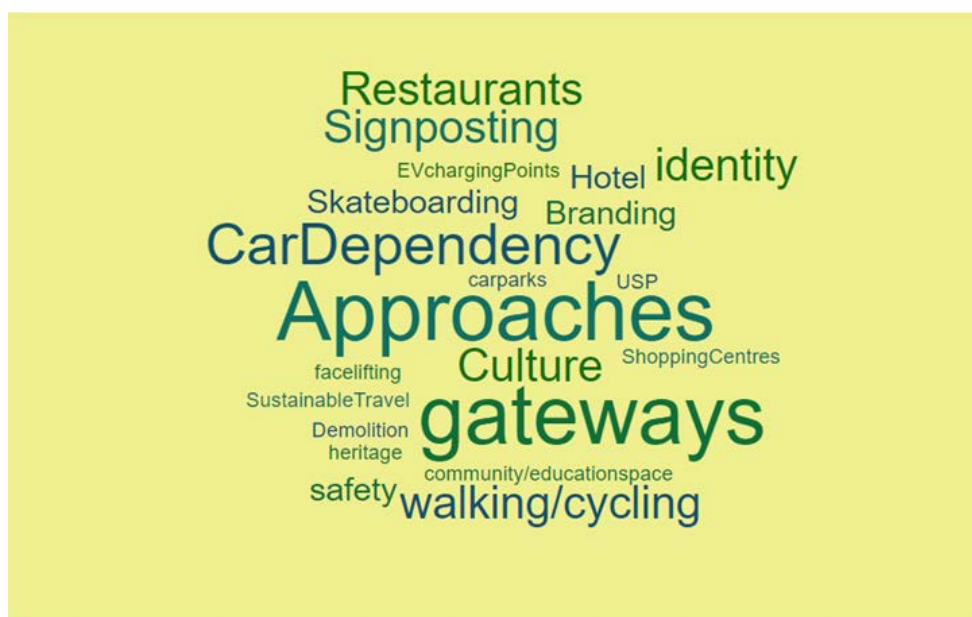 Restaurants
Signposting
EVchargingPoints Hotel identity
Skateboarding Branding
CarDependency
carparks USP
Approaches
Culture ShoppingCentres
facelifting
SustainableTravel gateways
Demolition
heritage
community/educationspace
safety walking/cycling